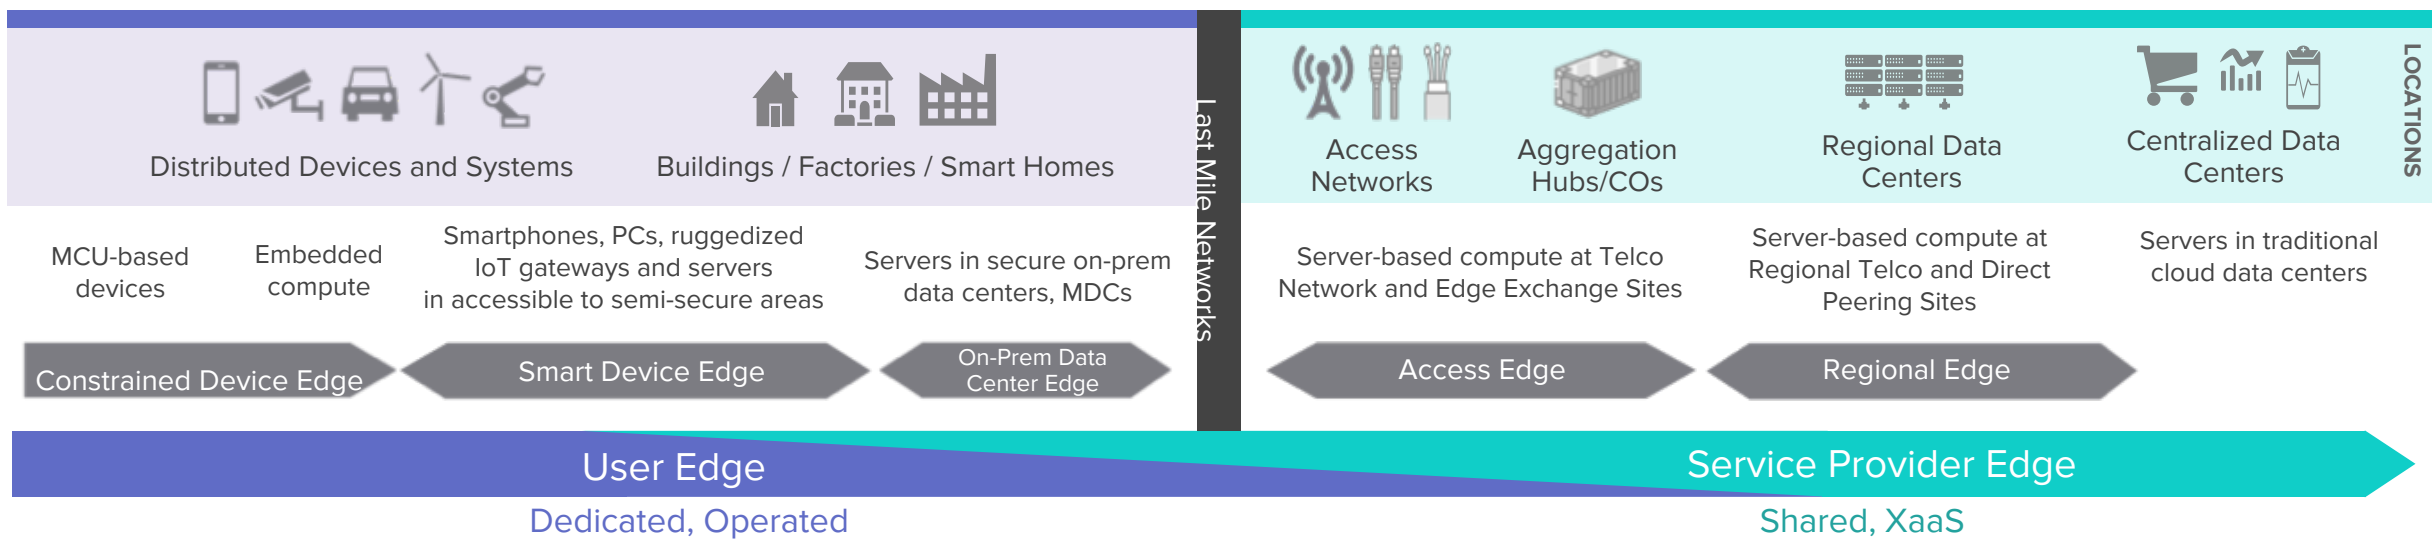 Distributed Devices and Systems
Buildings / Factories / Smart Homes
Last Mile Networks
Access
Networks
Aggregation
Hubs/COs
Regional Data
Centers
Centralized Data
Centers
LOCATIONS
MCU-based
devices
Embedded
compute
Smartphones, PCs, ruggedized
IoT gateways and servers
in accessible to semi-secure areas
Servers in secure on-prem
data centers, MDCs
Server-based compute at Telco
Network and Edge Exchange Sites
Server-based compute at
Regional Telco and Direct
Peering Sites
Servers in traditional
cloud data centers
Constrained Device Edge
Smart Device Edge
On-Prem Data
Center Edge
Access Edge
Regional Edge
User Edge
Service Provider Edge
Dedicated, Operated
Shared, XaaS